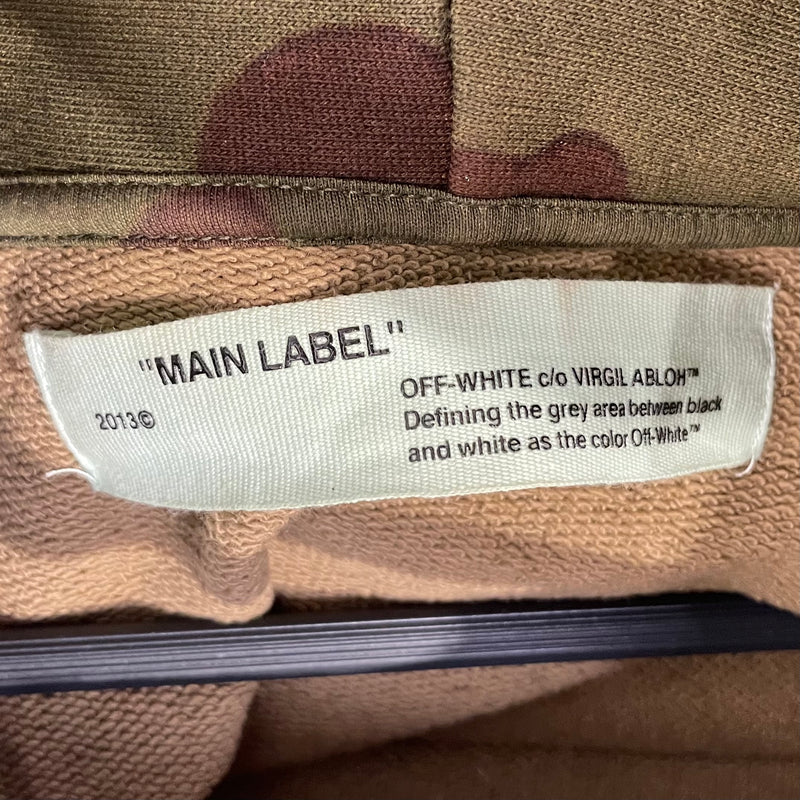 "MAIN LABEL"
2013©
OFF-WHITE c/o VIRGIL ABLOH™
Defining the grey area between black
and white as the color Off-White™